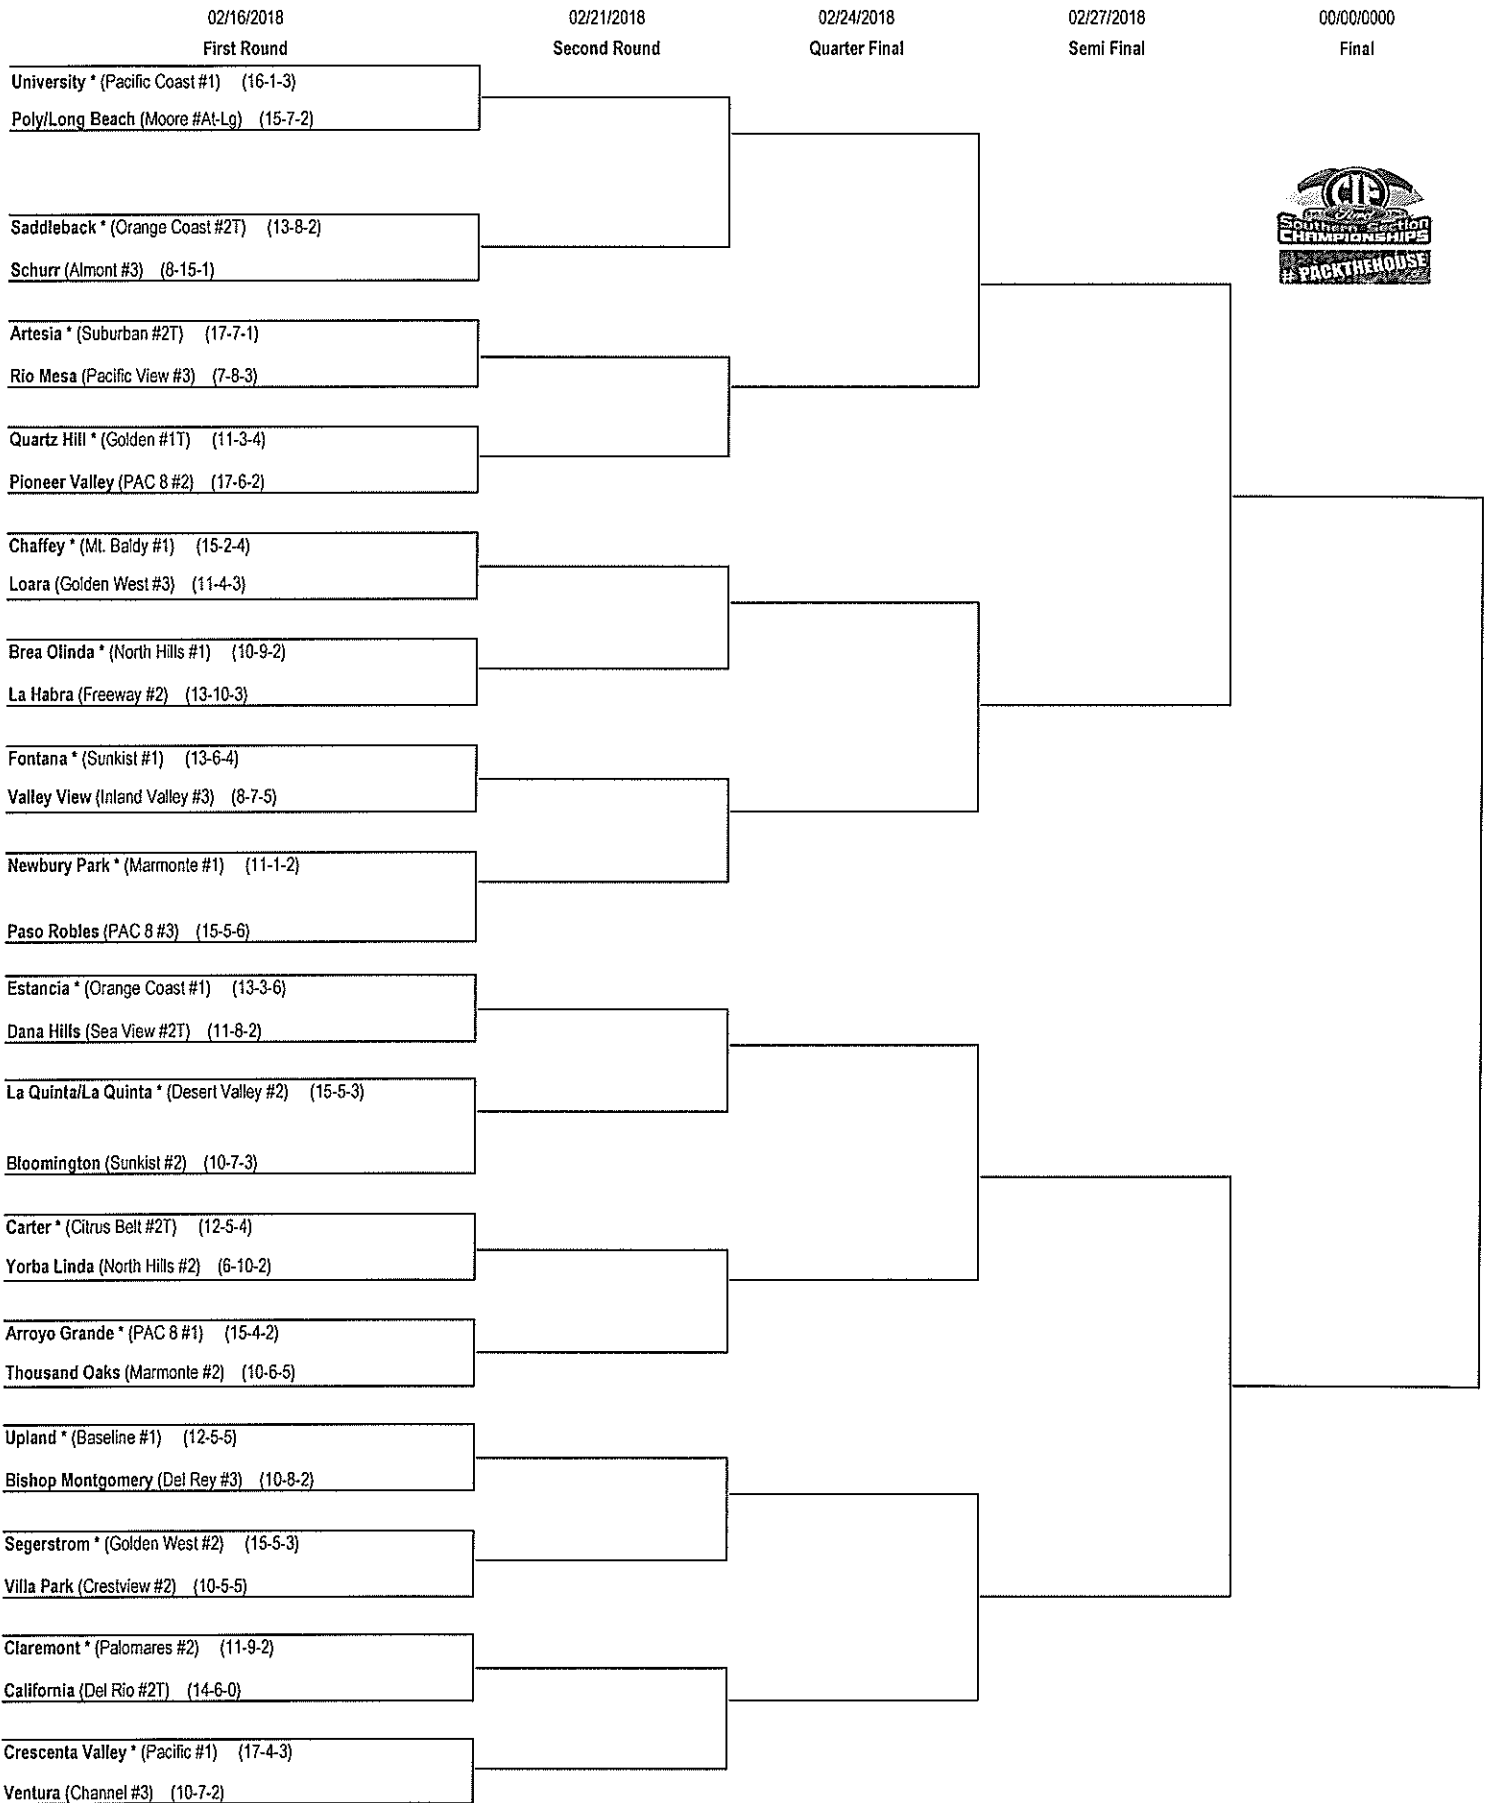 02/16/2018 02/21/2018 02/24/2018 02/27/2018 00/00/0000
First Round Second Round Quarter Final Semi Final Final
University * (Pacific Coast #1) (16-1-3)
Poly/Long Beach (Moore #At-Lg) (15-7-2)
CIF
Ford
Southern Section
CHAMPIONSHIPS
# PACKTHEHOUSE
Saddleback * (Orange Coast #2T) (13-8-2)
Schurr (Almont #3) (8-15-1)
Artesia * (Suburban #2T) (17-7-1)
Rio Mesa (Pacific View #3) (7-8-3)
Quartz Hill * (Golden #1T) (11-3-4)
Pioneer Valley (PAC 8 #2) (17-6-2)
Chaffey * (Mt. Baldy #1) (15-2-4)
Loara (Golden West #3) (11-4-3)
Brea Olinda * (North Hills #1) (10-9-2)
La Habra (Freeway #2) (13-10-3)
Fontana * (Sunkist #1) (13-6-4)
Valley View (Inland Valley #3) (8-7-5)
Newbury Park * (Marmonte #1) (11-1-2)
Paso Robles (PAC 8 #3) (15-5-6)
Estancia * (Orange Coast #1) (13-3-6)
Dana Hills (Sea View #2T) (11-8-2)
La Quinta/La Quinta * (Desert Valley #2) (15-5-3)
Bloomington (Sunkist #2) (10-7-3)
Carter * (Citrus Belt #2T) (12-5-4)
Yorba Linda (North Hills #2) (6-10-2)
Arroyo Grande * (PAC 8 #1) (15-4-2)
Thousand Oaks (Marmonte #2) (10-6-5)
Upland * (Baseline #1) (12-5-5)
Bishop Montgomery (Del Rey #3) (10-8-2)
Segerstrom * (Golden West #2) (15-5-3)
Villa Park (Crestview #2) (10-5-5)
Claremont * (Palomares #2) (11-9-2)
California (Del Rio #2T) (14-6-0)
Crescenta Valley * (Pacific #1) (17-4-3)
Ventura (Channel #3) (10-7-2)